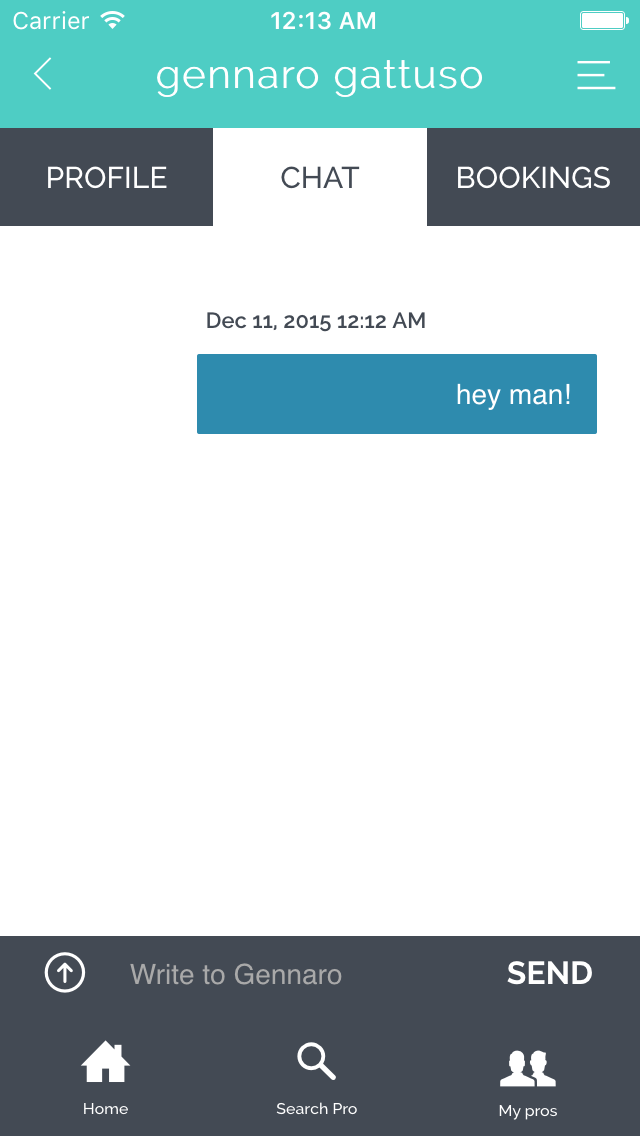 Carrier 12:13 AM
gennaro gattuso
PROFILE CHAT BOOKINGS
Dec 11, 2015 12:12 AM
hey man!
Write to Gennaro SEND
Home Search Pro My pros